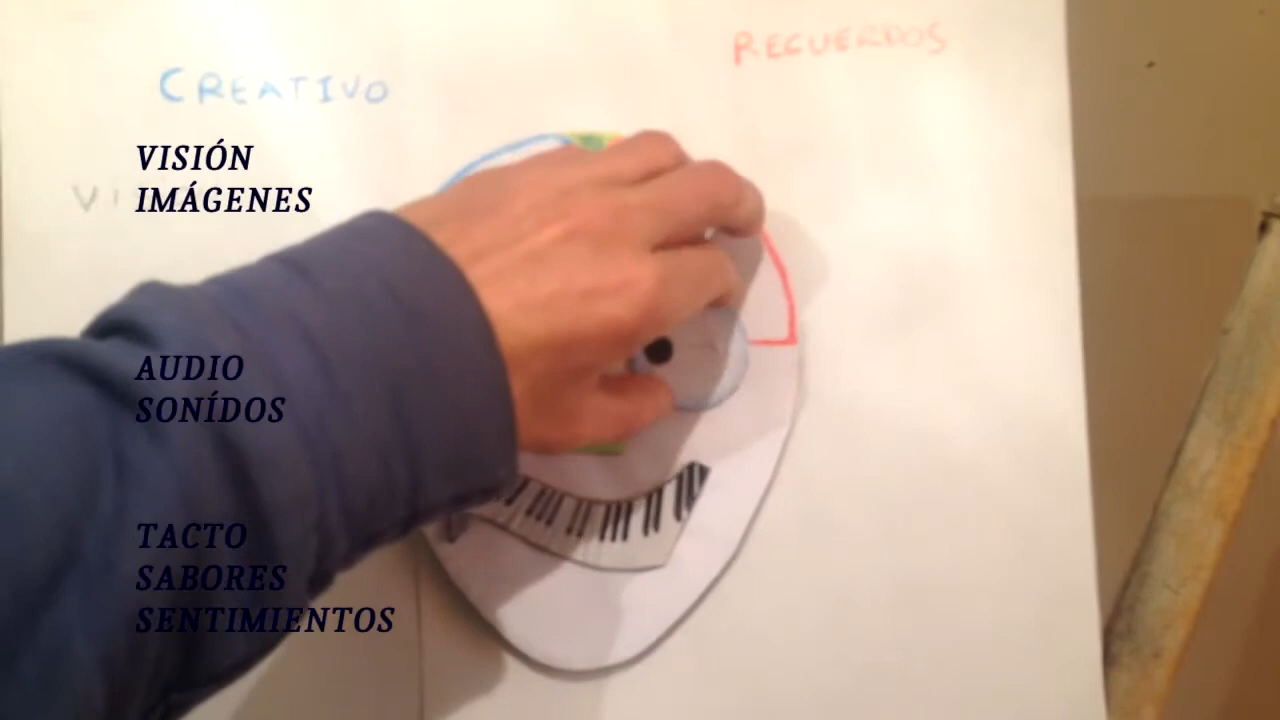 CREATIVO
RECUERDOS
VISIÓN
IMÁGENES
AUDIO
SONÍDOS
TACTO
SABORES
SENTIMIENTOS